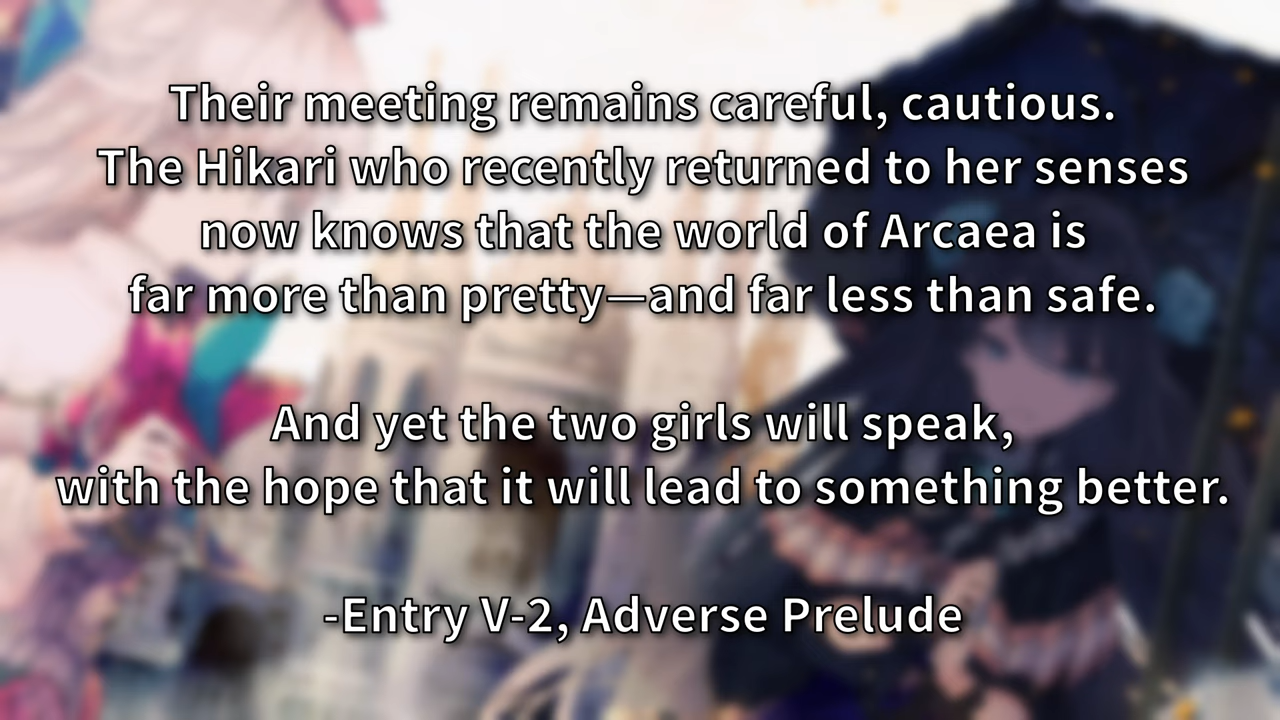 Their meeting remains careful, cautious.
The Hikari who recently returned to her senses
now knows that the world of Arcaea is
far more than pretty—and far less than safe.
And yet the two girls will speak,
with the hope that it will lead to something better.
-Entry V-2, Adverse Prelude